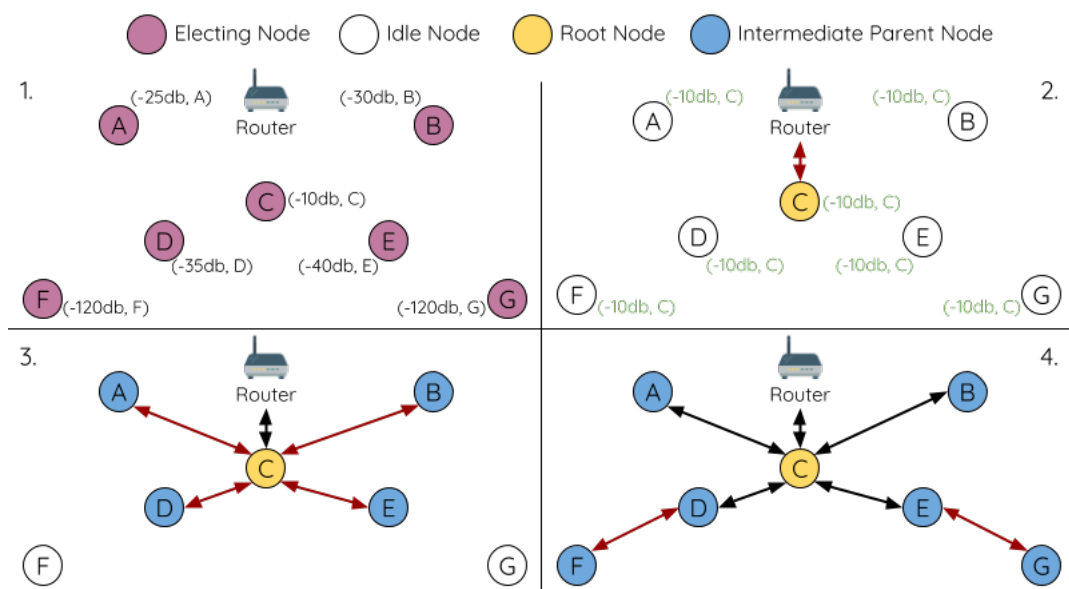 Electing Node
Idle Node
Root Node
Intermediate Parent Node
1.
(-25db, A)
(-30db, B)
A
Router
B
C
(-10db, C)
D
E
(-35db, D)
(-40db, E)
F
(-120db, F)
(-120db, G)
G
2.
(-10db, C)
(-10db, C)
A
Router
B
C
(-10db, C)
D
E
(-10db, C)
(-10db, C)
F
(-10db, C)
(-10db, C)
G
3.
A
Router
B
C
D
E
F
G
4.
A
Router
B
C
D
E
F
G